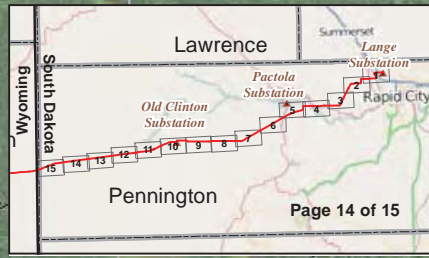 Summerset
Lawrence
Lange
Substation
Pactola
Substation
Rapid City
Old Clinton
Substation
Wyoming
South Dakota
1
2
3
4
5
6
7
8
9
10
11
12
13
14
15
Pennington
Page 14 of 15